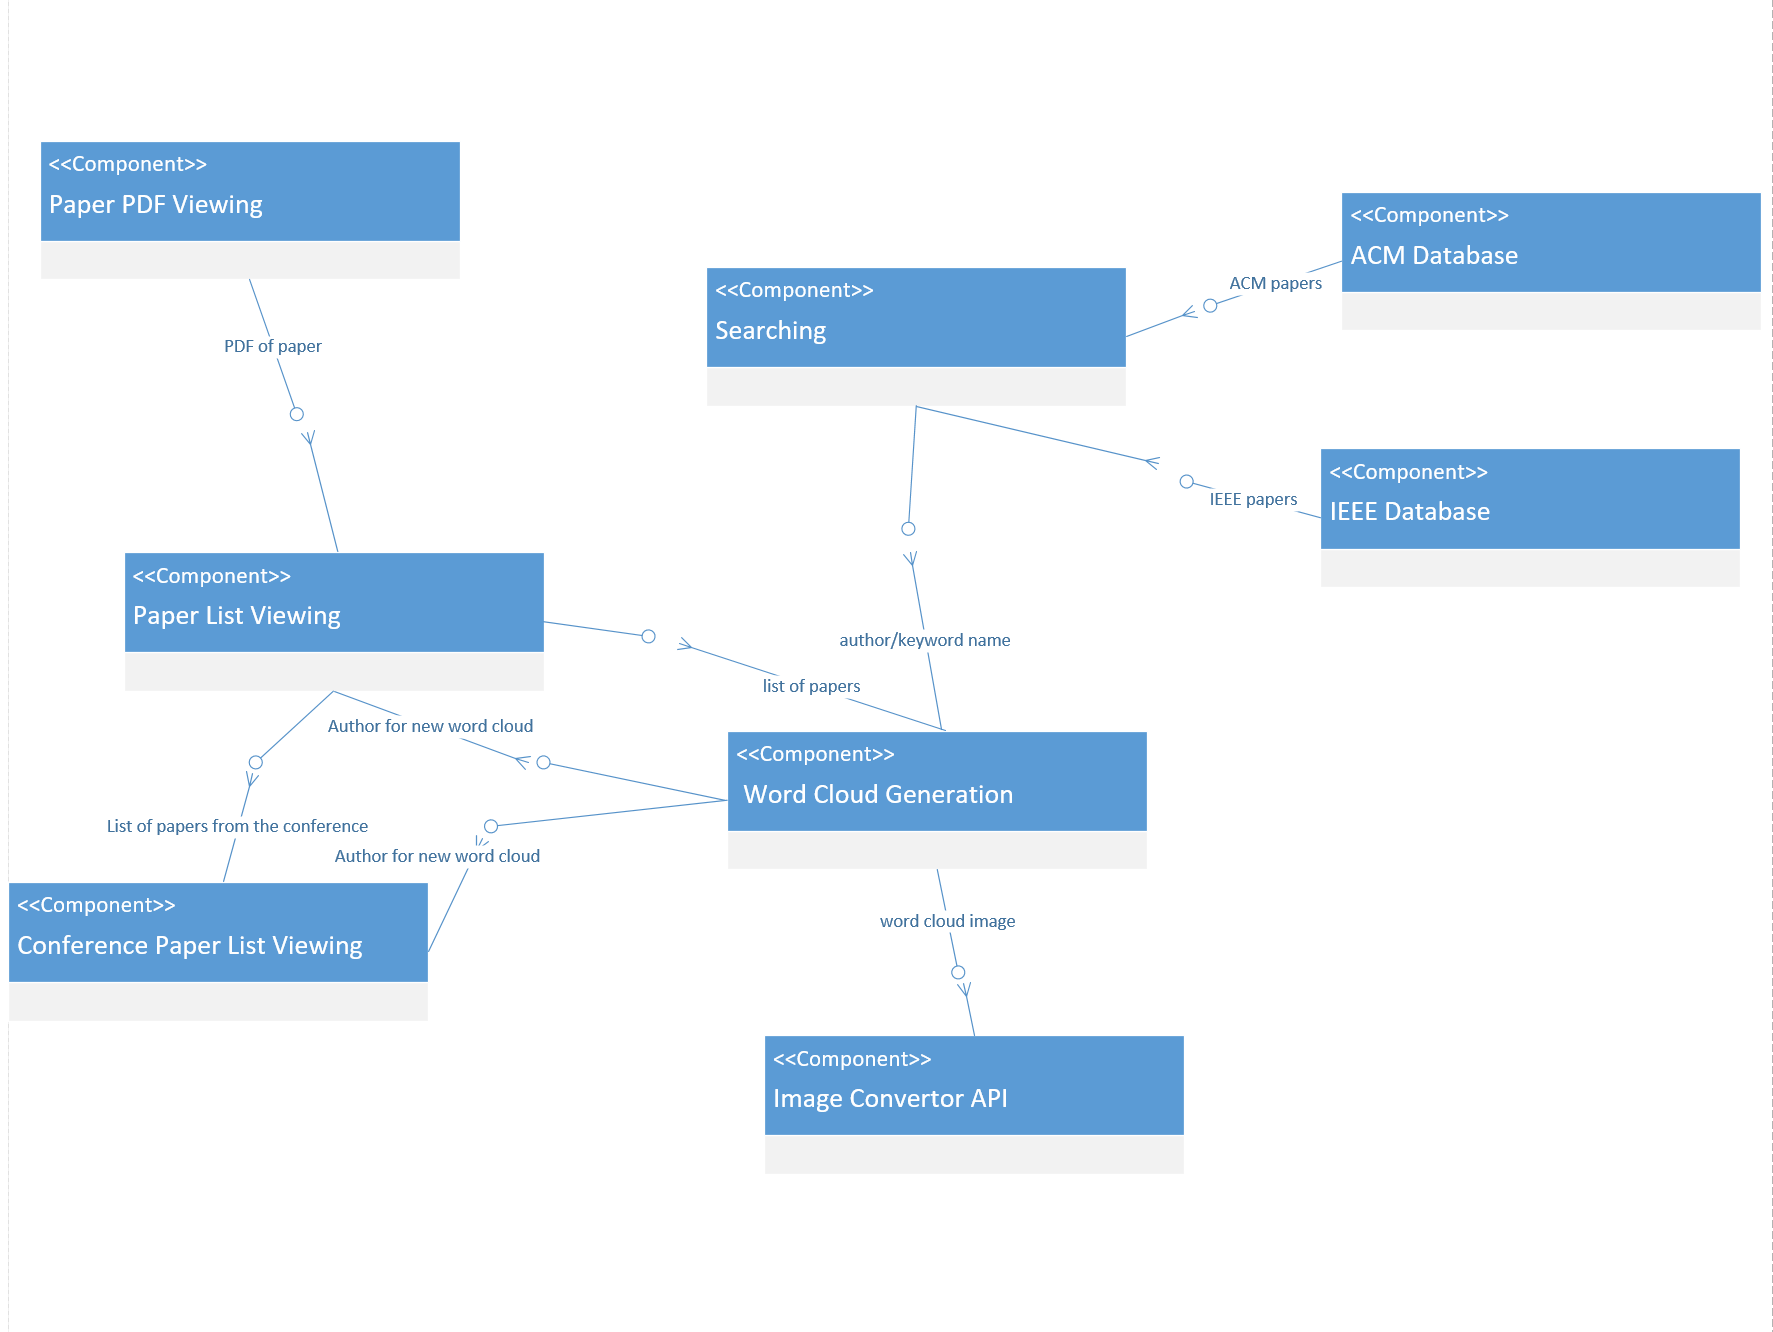 <<Component>>
Paper PDF Viewing
<<Component>>
ACM Database
<<Component>>
Searching
ACM papers
PDF of paper
<<Component>>
IEEE Database
IEEE papers
<<Component>>
Paper List Viewing
author/keyword name
list of papers
Author for new word cloud
<<Component>>
Word Cloud Generation
List of papers from the conference
Author for new word cloud
<<Component>>
Conference Paper List Viewing
word cloud image
<<Component>>
Image Convertor API